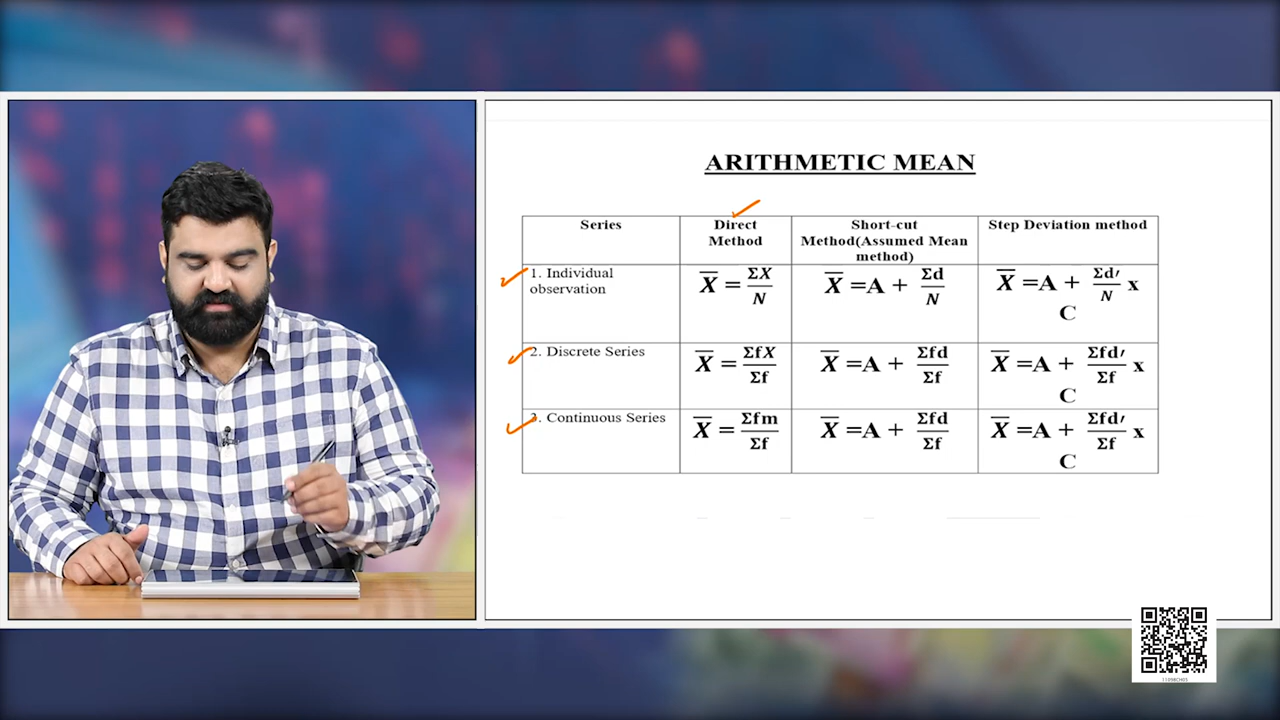 ARITHMETIC MEAN
Series
Direct
Method
Short-cut
Method(Assumed Mean
method)
Step Deviation method
1. Individual
observation
X̅ = ΣX/N
X̅ =A + Σd/N
X̅ =A + Σd′/N x
C
2. Discrete Series
X̅ = ΣfX/Σf
X̅ =A + Σfd/Σf
X̅ =A + Σfd′/Σf x
C
3. Continuous Series
X̅ = Σfm/Σf
X̅ =A + Σfd/Σf
X̅ =A + Σfd′/Σf x
C